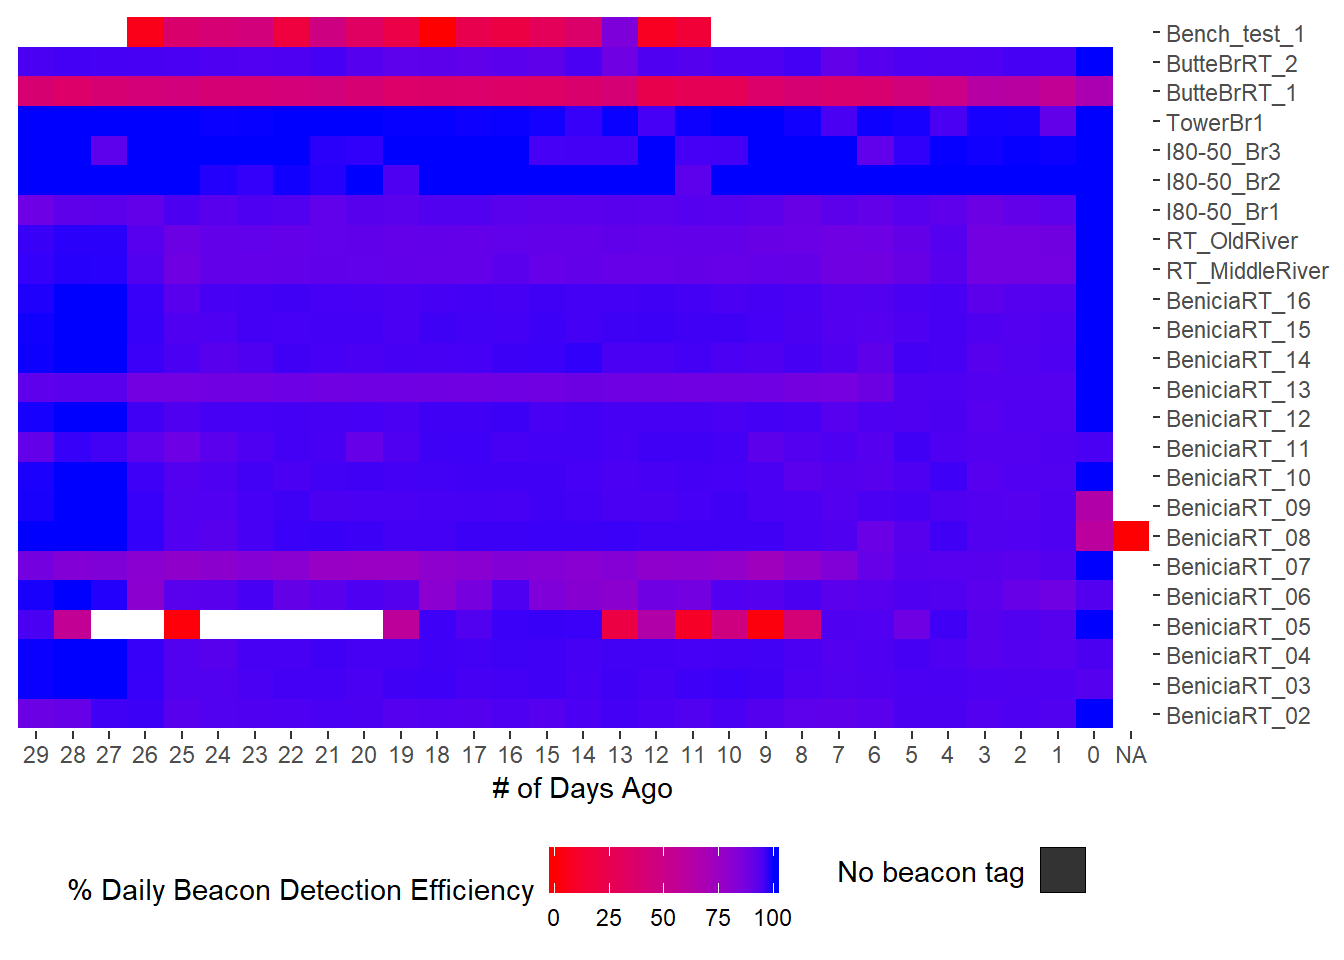 Bench_test_1
ButteBrRT_2
ButteBrRT_1
TowerBr1
I80-50_Br3
I80-50_Br2
I80-50_Br1
RT_OldRiver
RT_MiddleRiver
BeniciaRT_16
BeniciaRT_15
BeniciaRT_14
BeniciaRT_13
BeniciaRT_12
BeniciaRT_11
BeniciaRT_10
BeniciaRT_09
BeniciaRT_08
BeniciaRT_07
BeniciaRT_06
BeniciaRT_05
BeniciaRT_04
BeniciaRT_03
BeniciaRT_02
29 28 27 26 25 24 23 22 21 20 19 18 17 16 15 14 13 12 11 10 9 8 7 6 5 4 3 2 1 0 NA
# of Days Ago
% Daily Beacon Detection Efficiency
0 25 50 75 100
No beacon tag